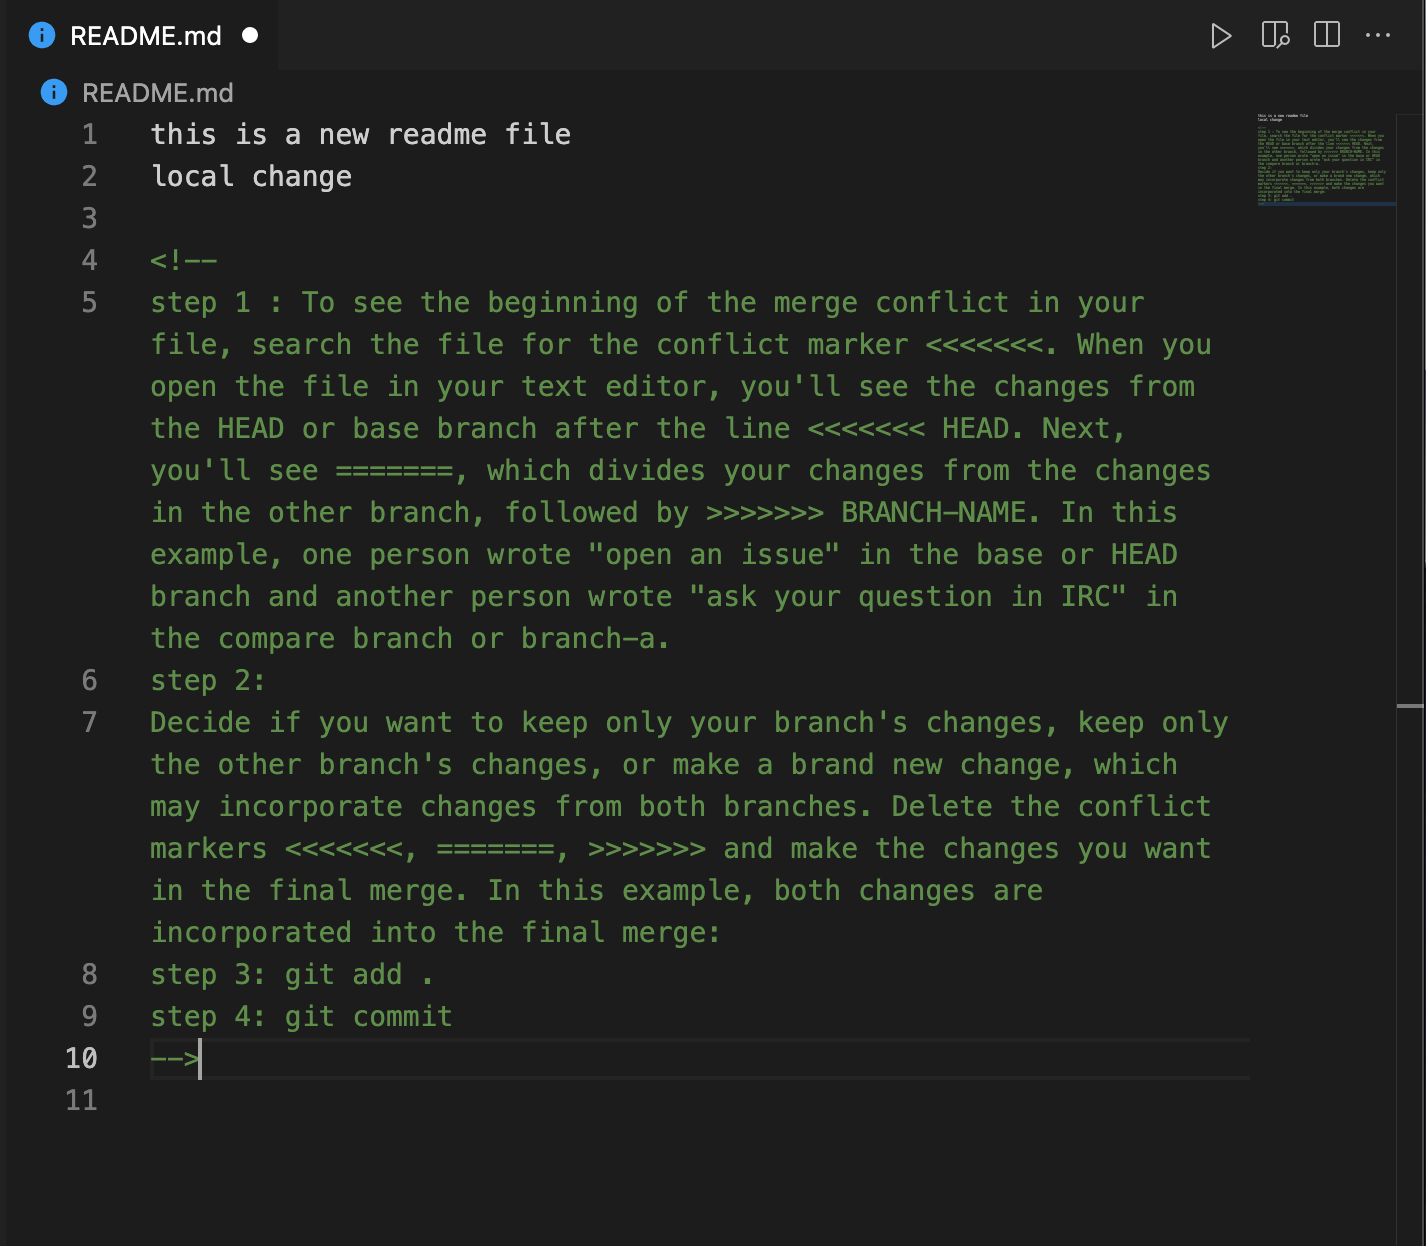 README.md
README.md
1 this is a new readme file
2 local change
3
4 <!--
5 step 1 : To see the beginning of the merge conflict in your
file, search the file for the conflict marker <<<<<<<. When you
open the file in your text editor, you'll see the changes from
the HEAD or base branch after the line <<<<<<< HEAD. Next,
you'll see =======, which divides your changes from the changes
in the other branch, followed by >>>>>>> BRANCH-NAME. In this
example, one person wrote "open an issue" in the base or HEAD
branch and another person wrote "ask your question in IRC" in
the compare branch or branch-a.
6 step 2:
7 Decide if you want to keep only your branch's changes, keep only
the other branch's changes, or make a brand new change, which
may incorporate changes from both branches. Delete the conflict
markers <<<<<<<, =======, >>>>>>> and make the changes you want
in the final merge. In this example, both changes are
incorporated into the final merge:
8 step 3: git add .
9 step 4: git commit
10 -->
11